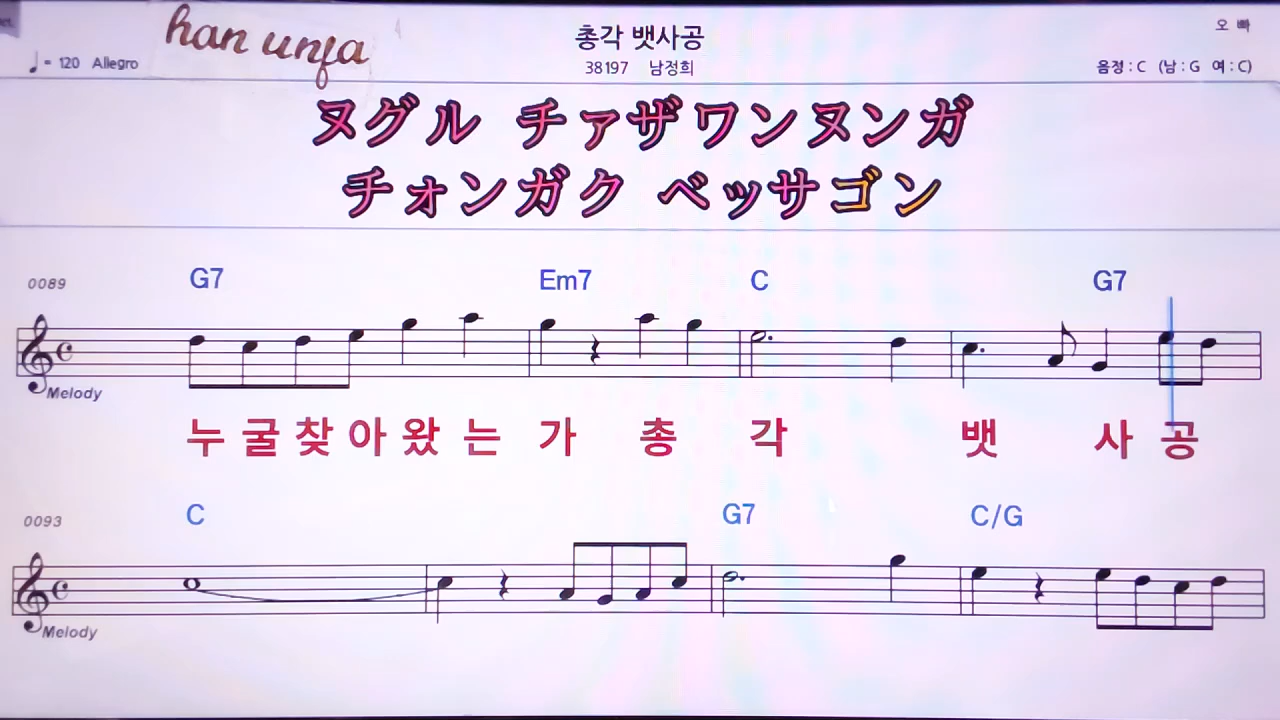 han unja
총각 뱃사공
오 빠
♩= 120 Allegro
38197 남정희
음정 : C (남 : G 여 : C)
ヌグル チァザワンヌンガ
チォンガク ベッサゴン
0089 G7 Em7 C G7
Melody
누 굴 찾 아 왔 는 가 총 각 뱃 사 공
0093 C G7 C/G
Melody